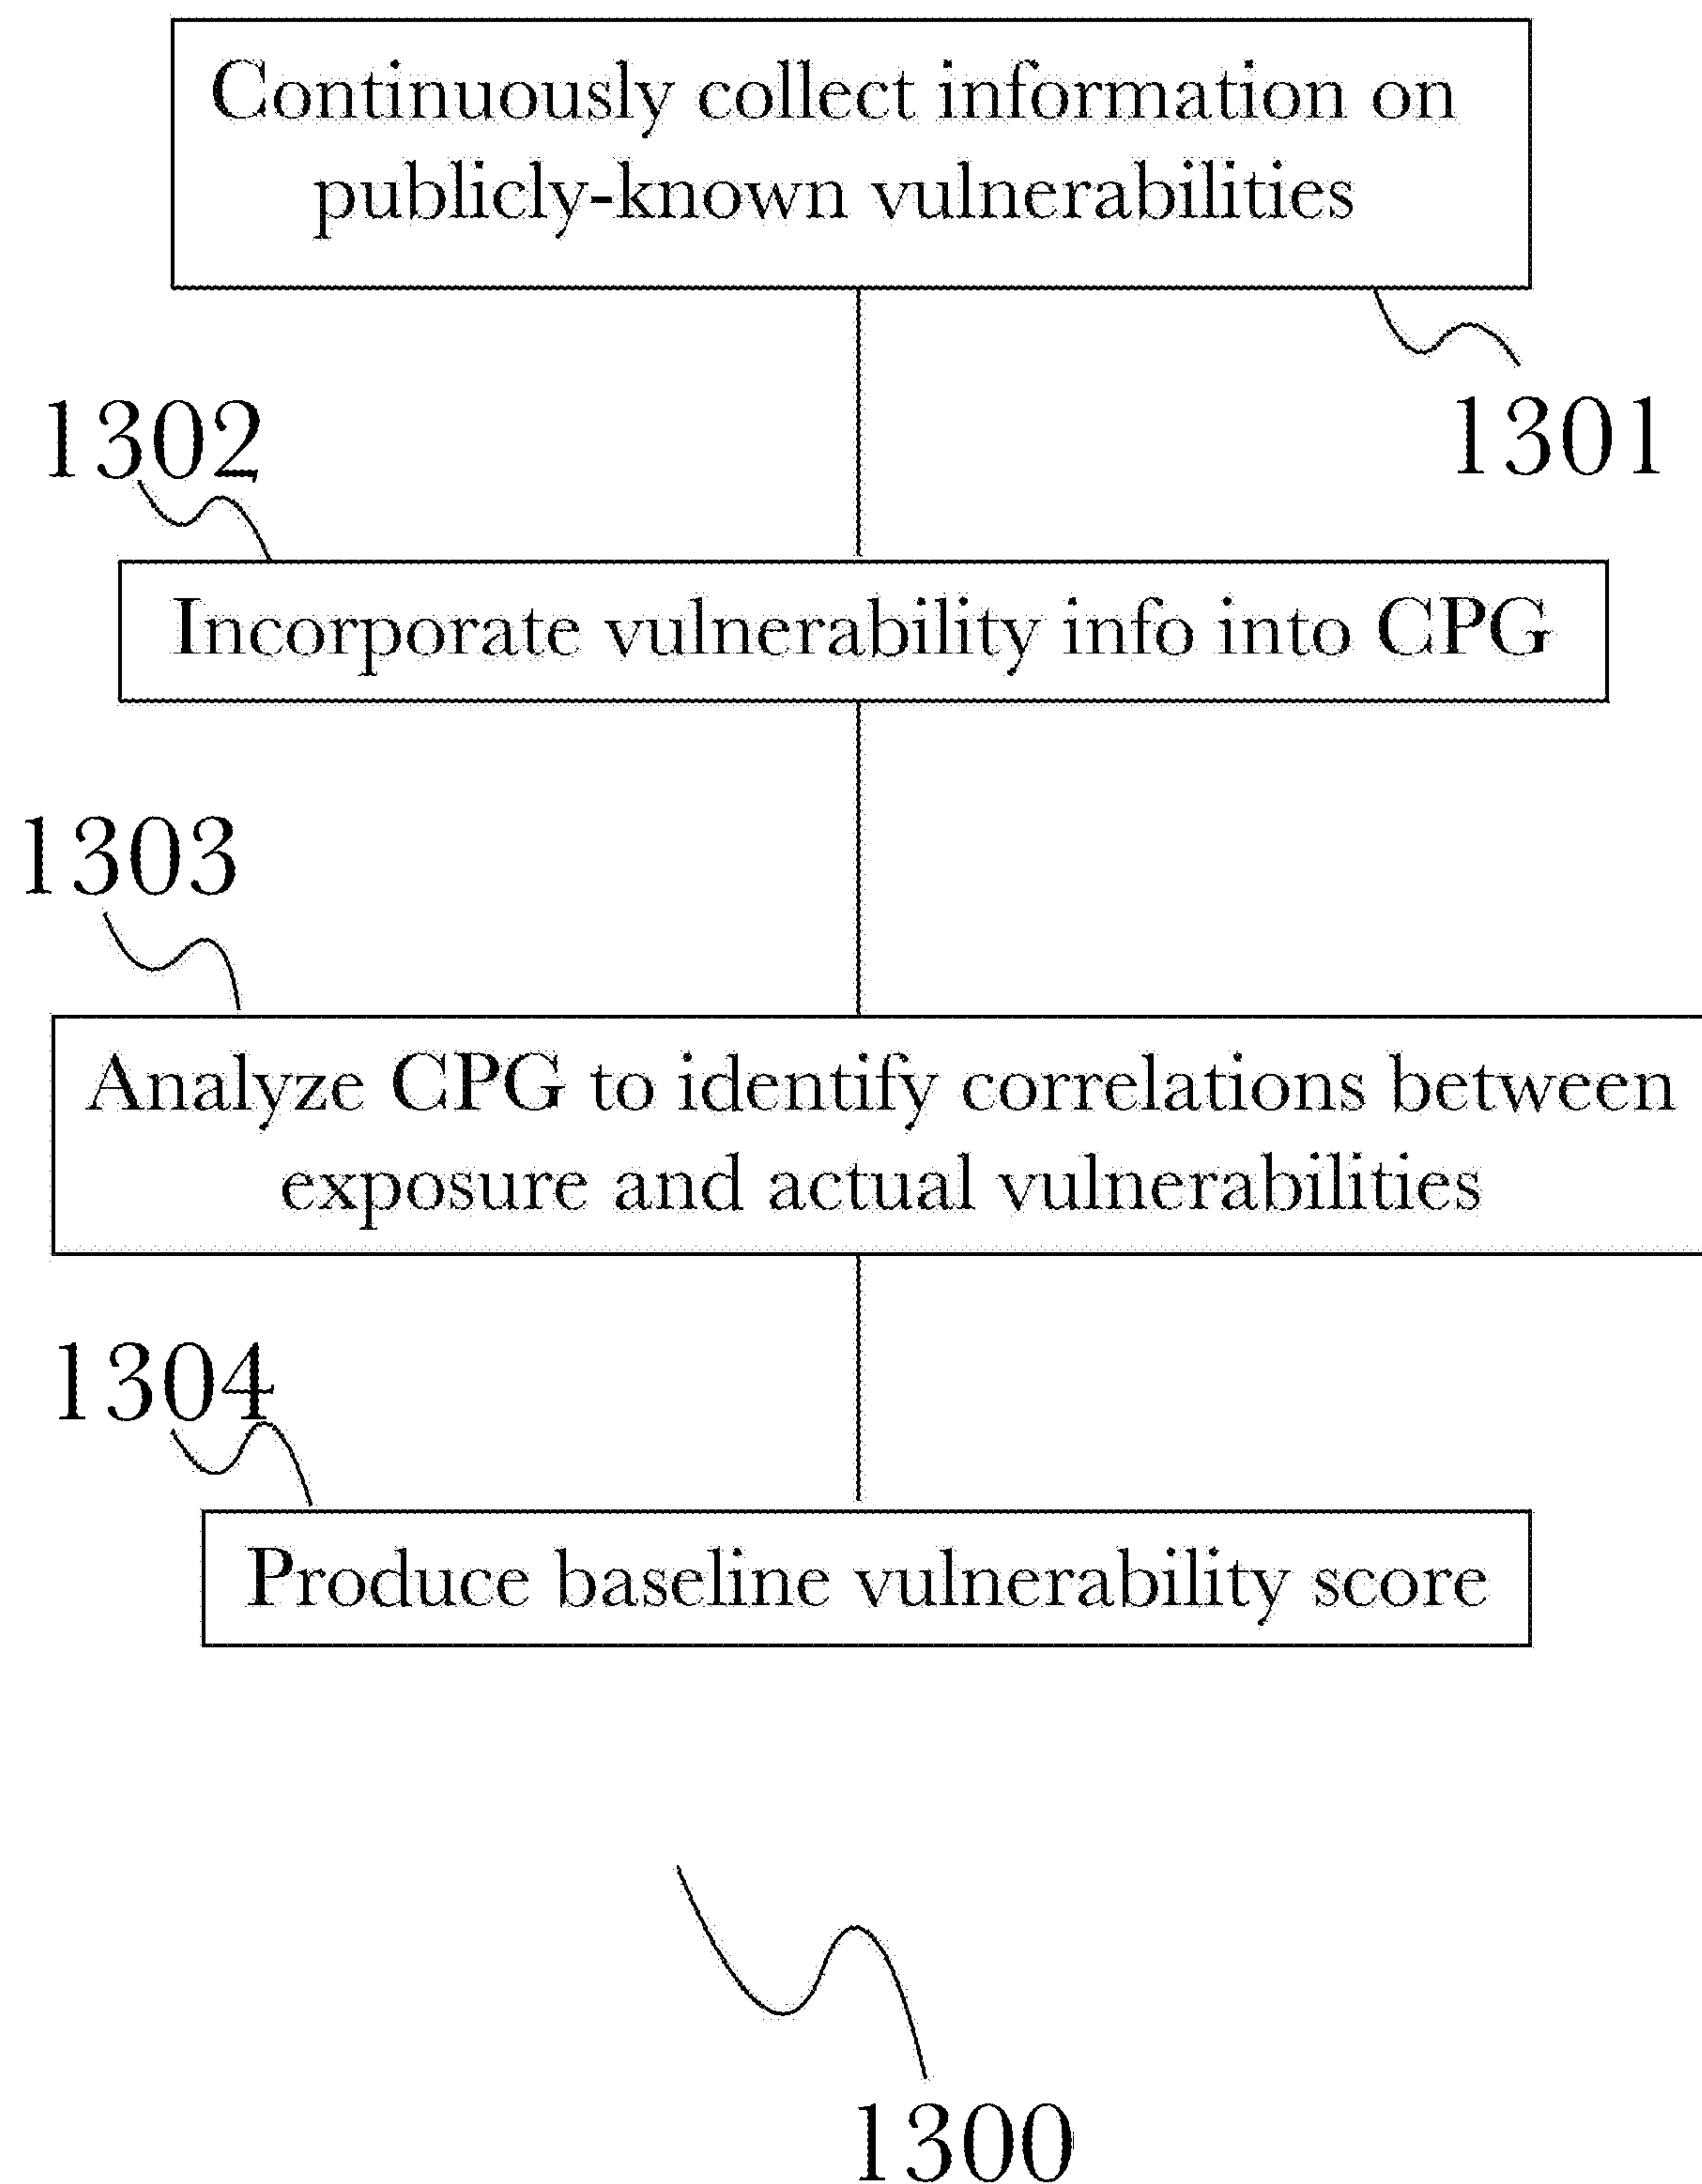 Continuously collect information on
publicly-known vulnerabilities
1301
1302
Incorporate vulnerability info into CPG
1303
Analyze CPG to identify correlations between
exposure and actual vulnerabilities
1304
Produce baseline vulnerability score
1300